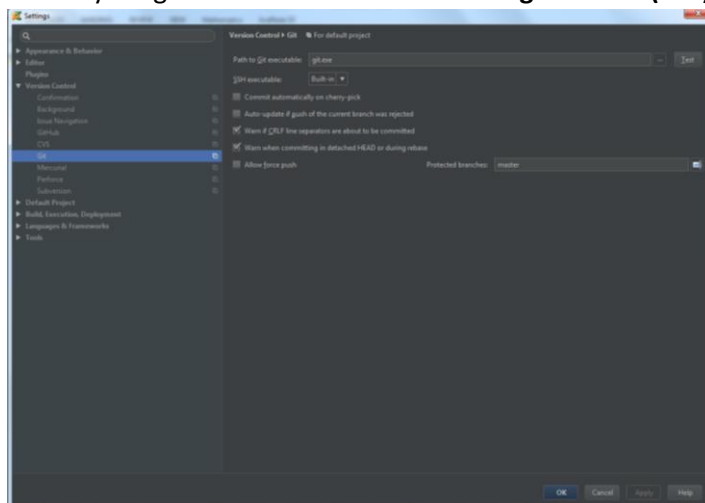 Settings
Version Control ▸ Git For default project
Appearance & Behavior
Editor
Path to Git executable: git.exe ... Test
Plugins
Version Control
SSH executable: Built-in
Confirmation
Commit automatically on cherry-pick
Background
Issue Navigation
Auto-update if push of the current branch was rejected
GitHub
Warn if CRLF line separators are about to be committed
CVS
Warn when committing in detached HEAD or during rebase
Git
Allow force push Protected branches: master
Mercurial
Perforce
Subversion
Default Project
Build, Execution, Deployment
Languages & Frameworks
Tools
OK Cancel Apply Help